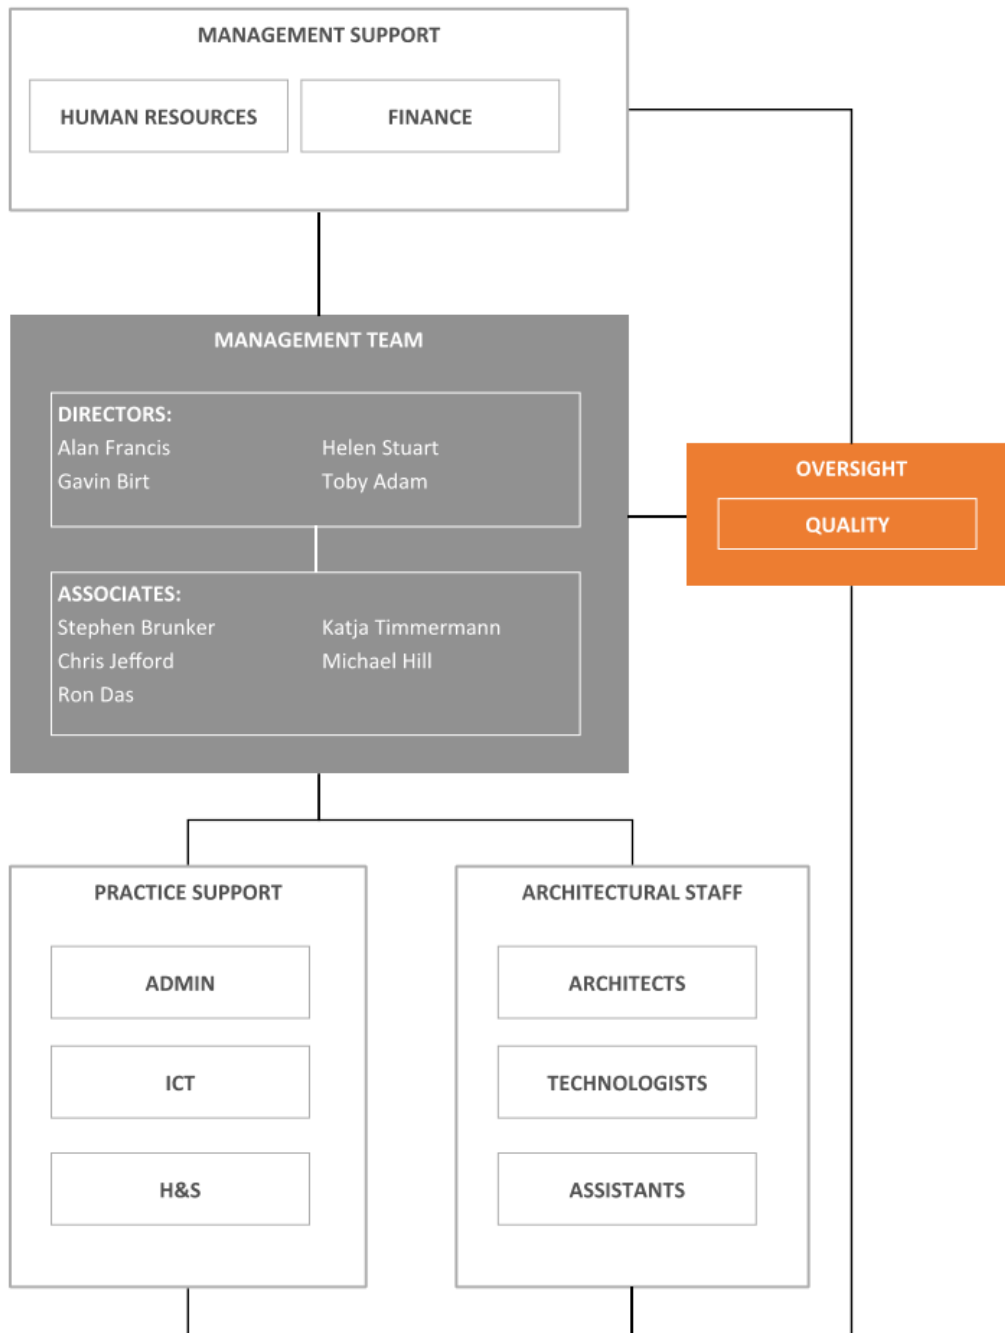 MANAGEMENT SUPPORT
HUMAN RESOURCES
FINANCE
MANAGEMENT TEAM
DIRECTORS:
Alan Francis
Helen Stuart
Gavin Birt
Toby Adam
OVERSIGHT
QUALITY
ASSOCIATES:
Stephen Brunker
Katja Timmermann
Chris Jefford
Michael Hill
Ron Das
PRACTICE SUPPORT
ADMIN
ICT
H&S
ARCHITECTURAL STAFF
ARCHITECTS
TECHNOLOGISTS
ASSISTANTS